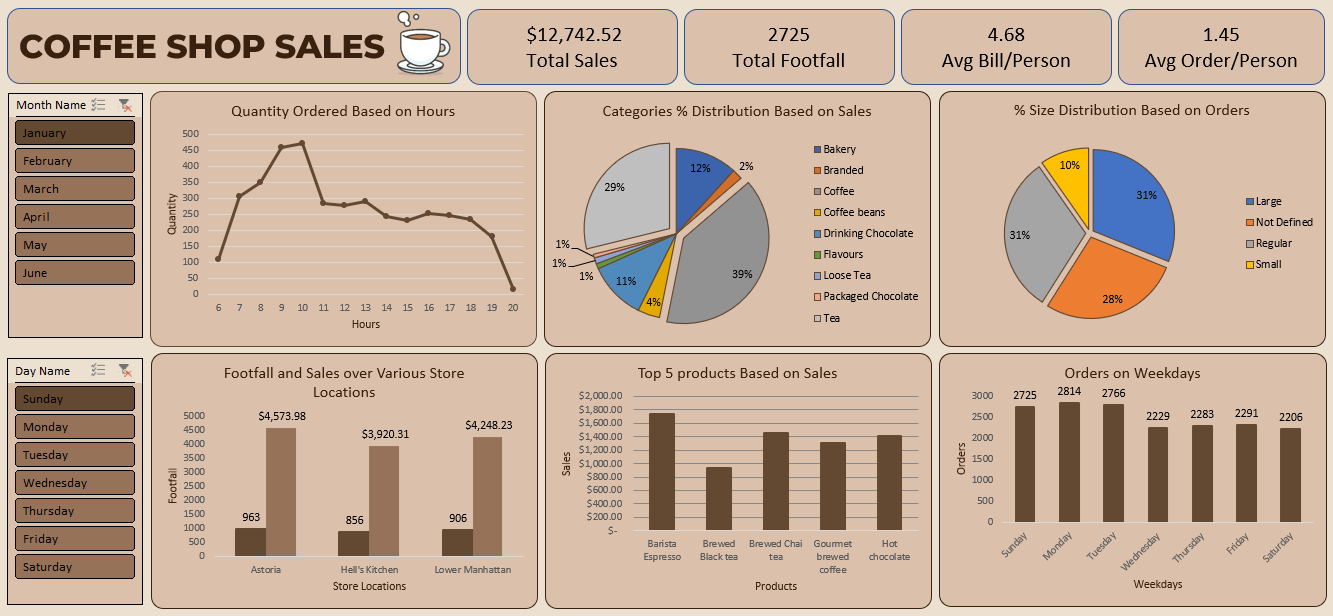 COFFEE SHOP SALES
$12,742.52
Total Sales
2725
Total Footfall
4.68
Avg Bill/Person
1.45
Avg Order/Person
Month Name
January
February
March
April
May
June
Quantity Ordered Based on Hours
500
450
400
350
300
250
200
150
100
50
0
Quantity
6 7 8 9 10 11 12 13 14 15 16 17 18 19 20
Hours
Categories % Distribution Based on Sales
12%
2%
39%
4%
11%
1%
1%
1%
29%
Bakery
Branded
Coffee
Coffee beans
Drinking Chocolate
Flavours
Loose Tea
Packaged Chocolate
Tea
% Size Distribution Based on Orders
31%
28%
31%
10%
Large
Not Defined
Regular
Small
Day Name
Sunday
Monday
Tuesday
Wednesday
Thursday
Friday
Saturday
Footfall and Sales over Various Store
Locations
5000
4500
4000
3500
3000
2500
2000
1500
1000
500
0
Footfall
963
$4,573.98
856
$3,920.31
906
$4,248.23
Astoria
Hell's Kitchen
Lower Manhattan
Store Locations
Top 5 products Based on Sales
$2,000.00
$1,800.00
$1,600.00
$1,400.00
$1,200.00
$1,000.00
$800.00
$600.00
$400.00
$200.00
$-
Sales
Barista
Espresso
Brewed
Black tea
Brewed Chai
tea
Gourmet
brewed
coffee
Hot
chocolate
Products
Orders on Weekdays
3000
2500
2000
1500
1000
500
0
Orders
2725
2814
2766
2229
2283
2291
2206
Sunday
Monday
Tuesday
Wednesday
Thursday
Friday
Saturday
Weekdays